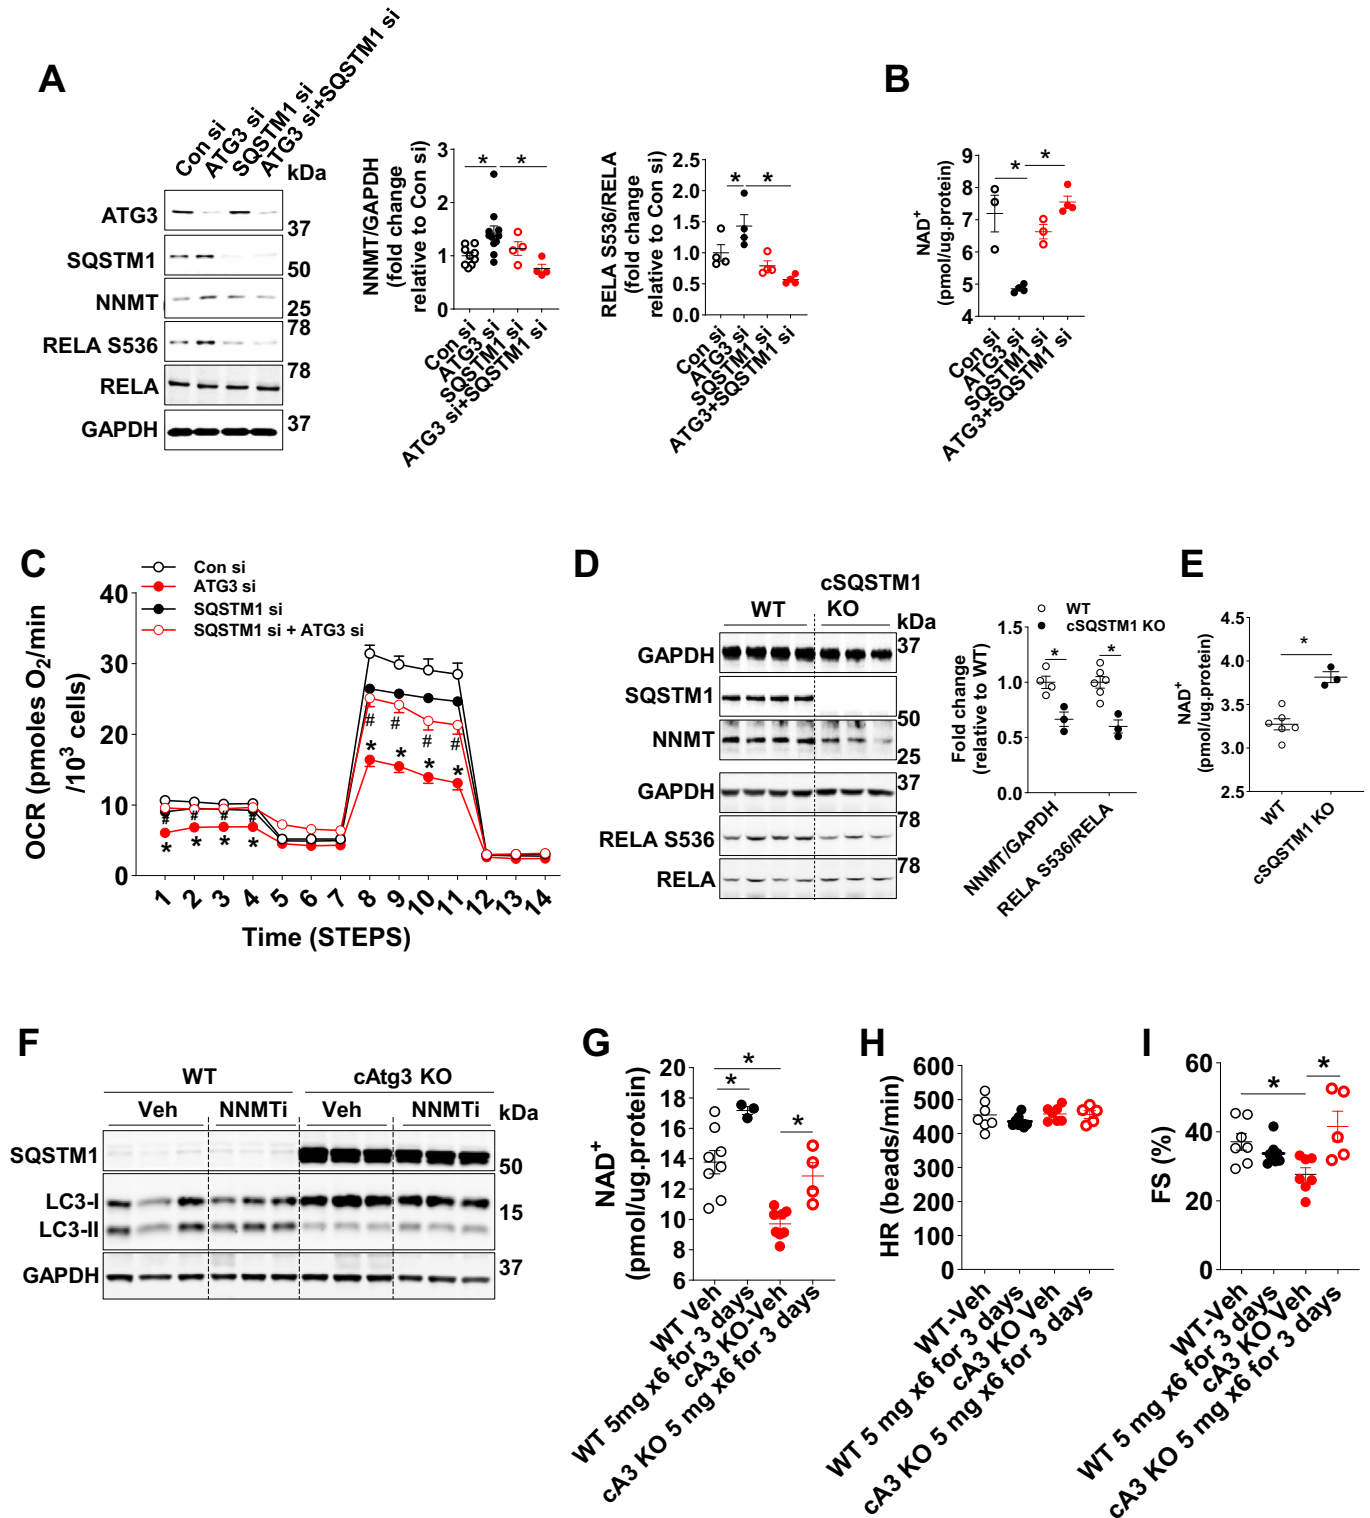 A
Con si
ATG3 si
SQSTM1 si
ATG3 si+SQSTM1 si
kDa
ATG3
37
SQSTM1
50
NNMT
25
RELA S536
78
RELA
78
GAPDH
37
NNMT/GAPDH
(fold change
relative to Con si)
3
2
1
0
* *
Con si
ATG3 si
SQSTM1 si
ATG3 si+SQSTM1 si
RELA S536/RELA
(fold change
relative to Con si)
2.5
2.0
1.5
1.0
0.5
0.0
* *
Con si
ATG3 si
SQSTM1 si
ATG3+SQSTM1 si
B
NAD+
(pmol/ug.protein)
9
8
7
6
5
4
* *
Con si
ATG3 si
SQSTM1 si
ATG3+SQSTM1 si
C
Con si
ATG3 si
SQSTM1 si
SQSTM1 si + ATG3 si
OCR (pmoles O2/min
/10³ cells)
40
30
20
10
0
# # # #
* * * *
# # # #
* * * *
1 2 3 4 5 6 7 8 9 10 11 12 13 14
Time (STEPS)
D
cSQSTM1
WT KO
kDa
GAPDH 37
SQSTM1
50
NNMT
25
GAPDH 37
RELA S536 78
RELA 78
WT
cSQSTM1 KO
Fold change
(relative to WT)
1.5
1.0
0.5
0.0
* *
NNMT/GAPDH
RELA S536/RELA
E
NAD+
(pmol/ug.protein)
4.5
4.0
3.5
3.0
2.5
*
WT
cSQSTM1 KO
F
WT cAtg3 KO
Veh NNMTi Veh NNMTi
kDa
SQSTM1
50
LC3-I
15
LC3-II
GAPDH
37
G
NAD+
(pmol/ug.protein)
20
18
16
14
12
10
8
6
* * *
WT Veh
WT 5mg x6 for 3 days
cA3 KO-Veh
cA3 KO 5 mg x6 for 3 days
H
HR (beads/min)
600
500
400
300
200
100
0
WT-Veh
WT 5 mg x6 for 3 days
cA3 KO Veh
cA3 KO 5 mg x6 for 3 days
I
FS (%)
60
40
20
0
* *
WT-Veh
WT 5 mg x6 for 3 days
cA3 KO Veh
cA3 KO 5 mg x6 for 3 days